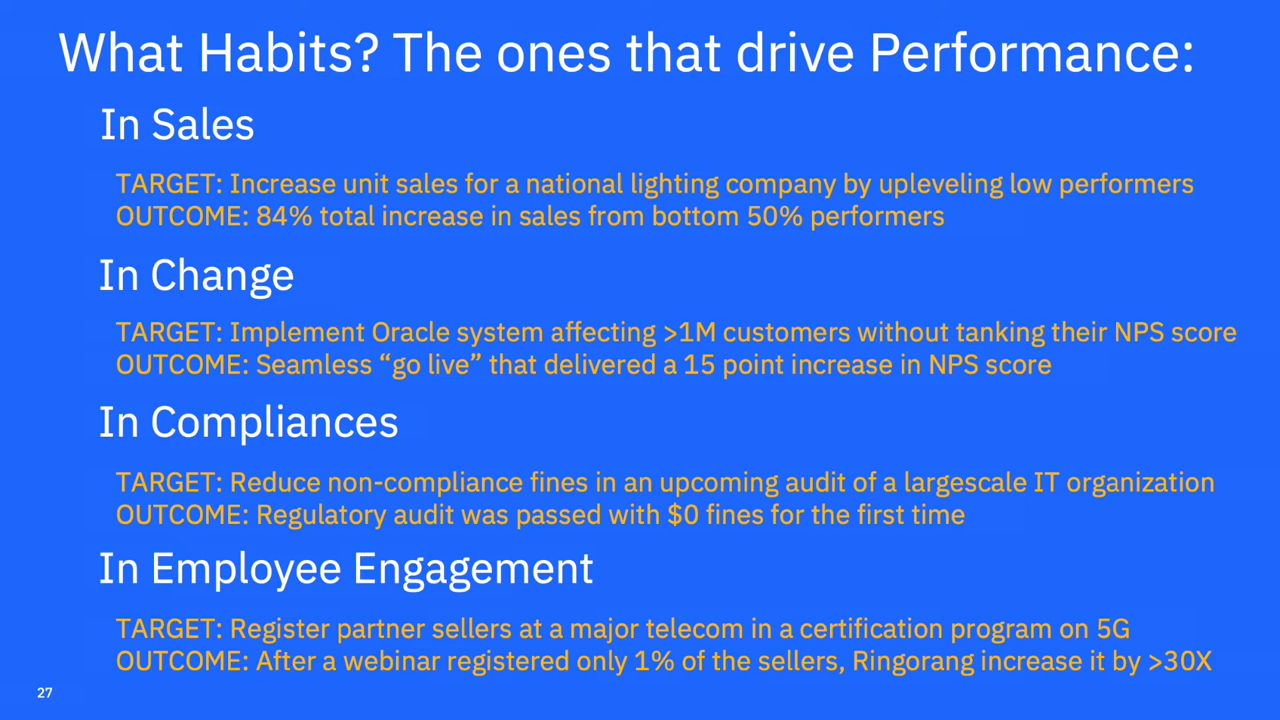 What Habits? The ones that drive Performance:
In Sales
TARGET: Increase unit sales for a national lighting company by upleveling low performers
OUTCOME: 84% total increase in sales from bottom 50% performers
In Change
TARGET: Implement Oracle system affecting >1M customers without tanking their NPS score
OUTCOME: Seamless “go live” that delivered a 15 point increase in NPS score
In Compliances
TARGET: Reduce non-compliance fines in an upcoming audit of a largescale IT organization
OUTCOME: Regulatory audit was passed with $0 fines for the first time
In Employee Engagement
TARGET: Register partner sellers at a major telecom in a certification program on 5G
OUTCOME: After a webinar registered only 1% of the sellers, Ringorang increase it by >30X
27